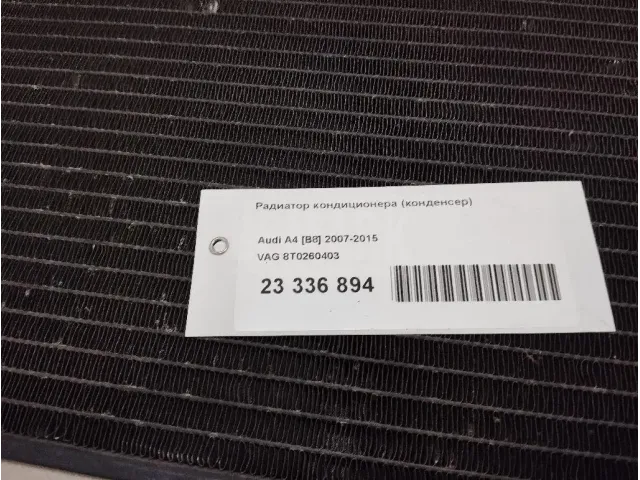 Радиатор кондиционера (конденсер)
Audi A4 [B8] 2007-2015
VAG 8T0260403
23 336 894